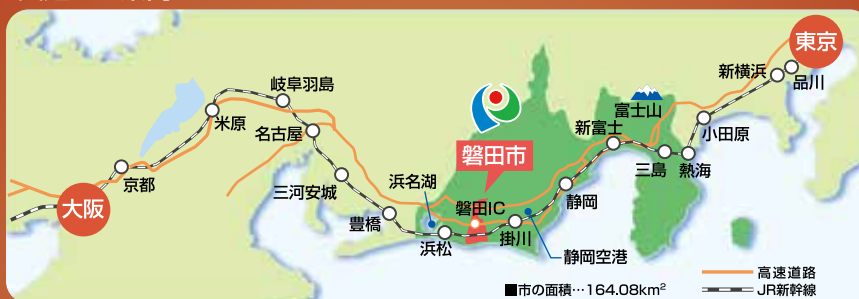 東京
新横浜
品川
岐阜羽島
富士山
小田原
米原
名古屋
新富士
磐田市
三島
熱海
京都
三河安城
浜名湖
静岡
大阪
磐田IC
豊橋
掛川
浜松
静岡空港
高速道路
■市の面積…164.08km²
JR新幹線